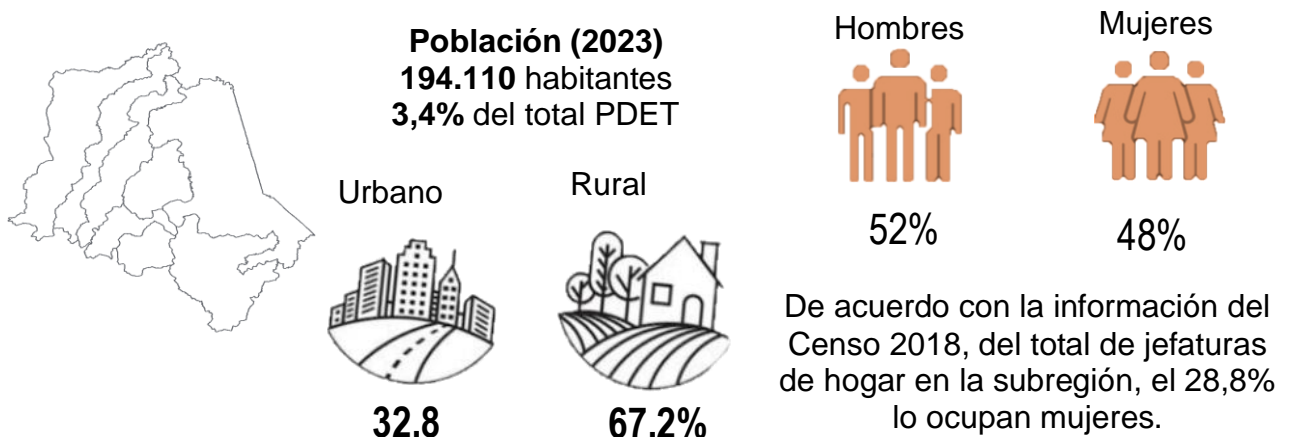 Población (2023)
194.110 habitantes
3,4% del total PDET
Urbano
Rural
32.8
67.2%
Hombres
Mujeres
52%
48%
De acuerdo con la información del
Censo 2018, del total de jefaturas
de hogar en la subregión, el 28,8%
lo ocupan mujeres.